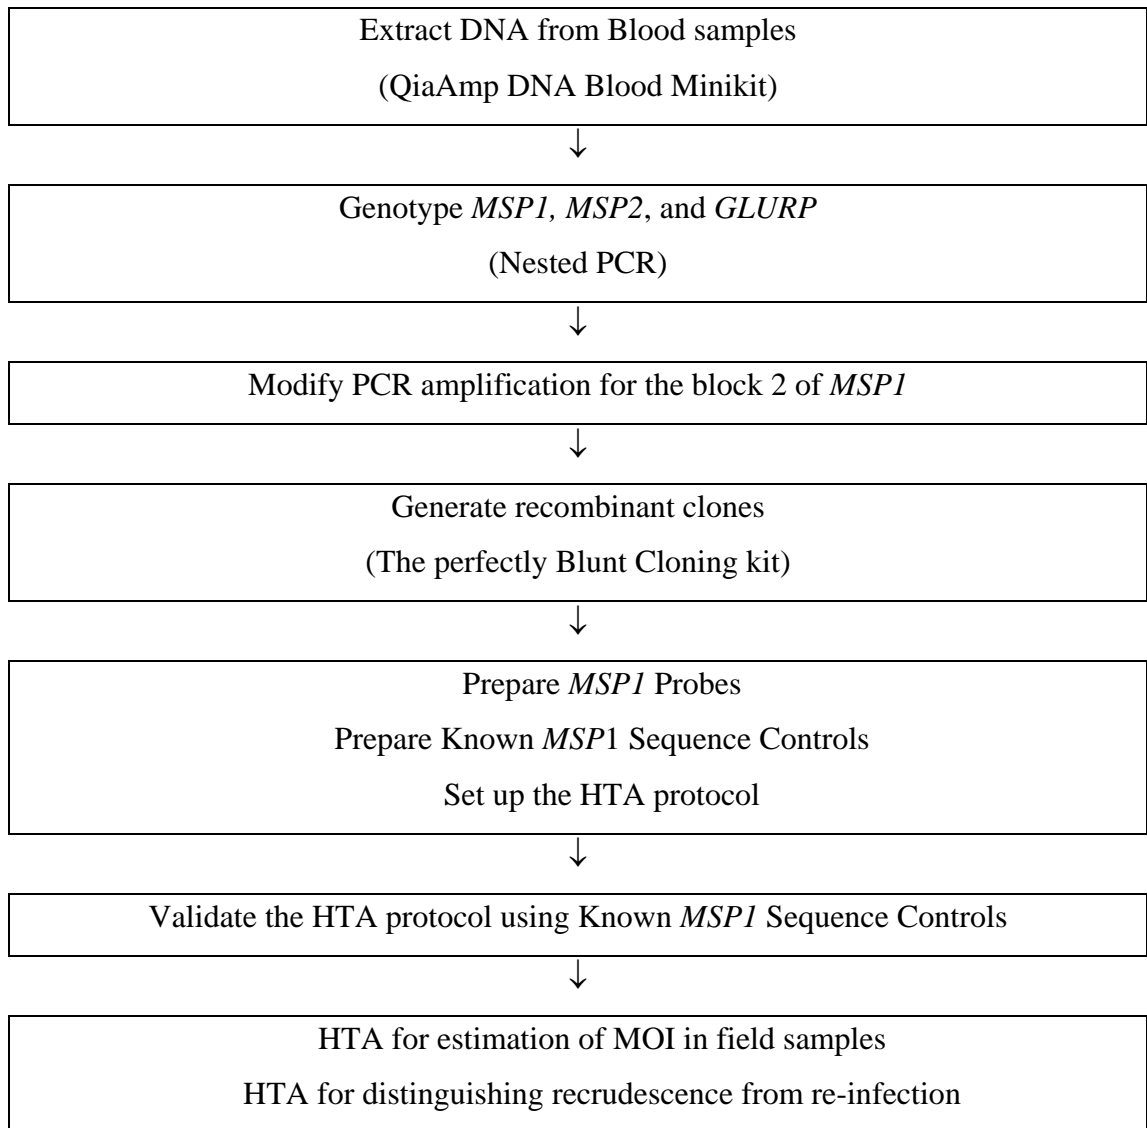 Extract DNA from Blood samples
(QiaAmp DNA Blood Minikit)
↓
Genotype MSP1, MSP2, and GLURP
(Nested PCR)
↓
Modify PCR amplification for the block 2 of MSP1
↓
Generate recombinant clones
(The perfectly Blunt Cloning kit)
↓
Prepare MSP1 Probes
Prepare Known MSP1 Sequence Controls
Set up the HTA protocol
↓
Validate the HTA protocol using Known MSP1 Sequence Controls
↓
HTA for estimation of MOI in field samples
HTA for distinguishing recrudescence from re-infection